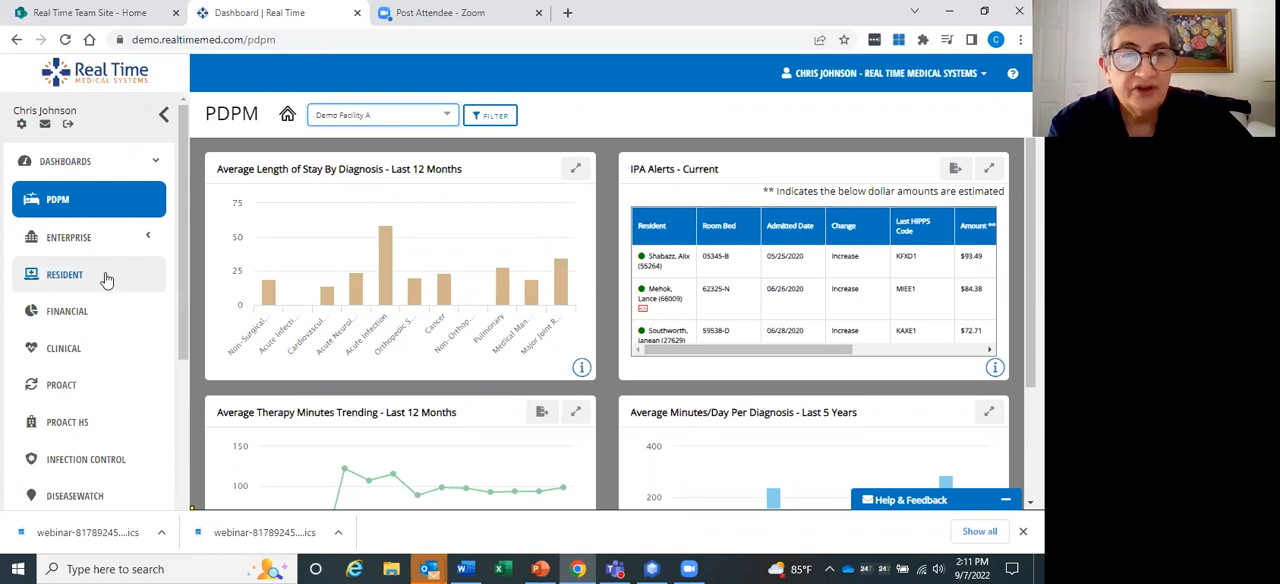 Real Time Team Site - Home
Dashboard | Real Time
Post Attendee - Zoom
demo.realtimemed.com/pdpm
Real Time
MEDICAL SYSTEMS
CHRIS JOHNSON - REAL TIME MEDICAL SYSTEMS
Chris Johnson
DASHBOARDS
PDPM
ENTERPRISE
RESIDENT
FINANCIAL
CLINICAL
PROACT
PROACT HS
INFECTION CONTROL
DISEASEWATCH
PDPM
Demo Facility A
FILTER
Average Length of Stay By Diagnosis - Last 12 Months
75
50
25
0
Non-Surgical...
Acute Infecti...
Cardiovascul...
Acute Neurol...
Acute Infection
Orthopedic S...
Cancer
Non-Orthop...
Pulmonary
Medical Man...
Major Joint R...
IPA Alerts - Current
** Indicates the below dollar amounts are estimated
Resident Room Bed Admitted Date Change Last HIPPS Code Amount **
Shabazz, Alix (55264) 05345-B 05/25/2020 Increase KFXD1 $93.49
Mehok, Lance (66009) 62325-N 06/26/2020 Increase MIEE1 $84.38
Southworth, Janean (27629) 59538-D 06/28/2020 Increase KAXE1 $72.71
Average Therapy Minutes Trending - Last 12 Months
150
100
Average Minutes/Day Per Diagnosis - Last 5 Years
400
200
Help & Feedback
webinar-81789245....ics
webinar-81789245....ics
Show all
Type here to search
85°F
247
247
2:11 PM
9/7/2022